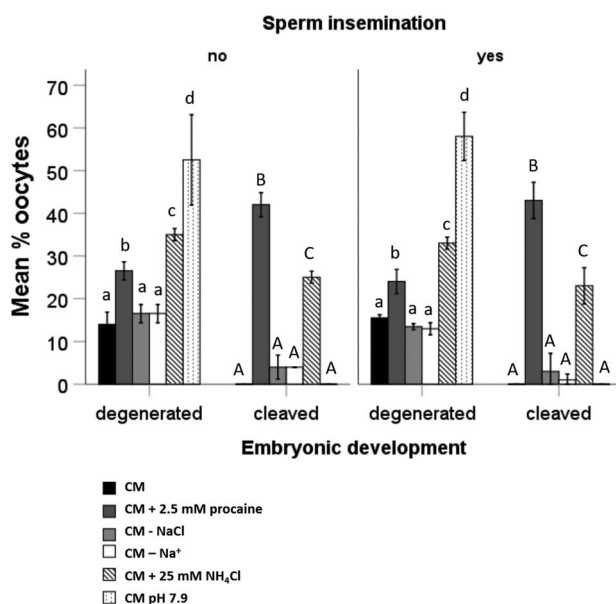 Sperm insemination
no yes
Mean % oocytes
70
60
50
40
30
20
10
0
a b a a c d
A B A A C A
a b a a c d
A B A A C A
degenerated cleaved degenerated cleaved
Embryonic development
CM
CM + 2.5 mM procaine
CM - NaCl
CM – Na⁺
CM + 25 mM NH₄Cl
CM pH 7.9